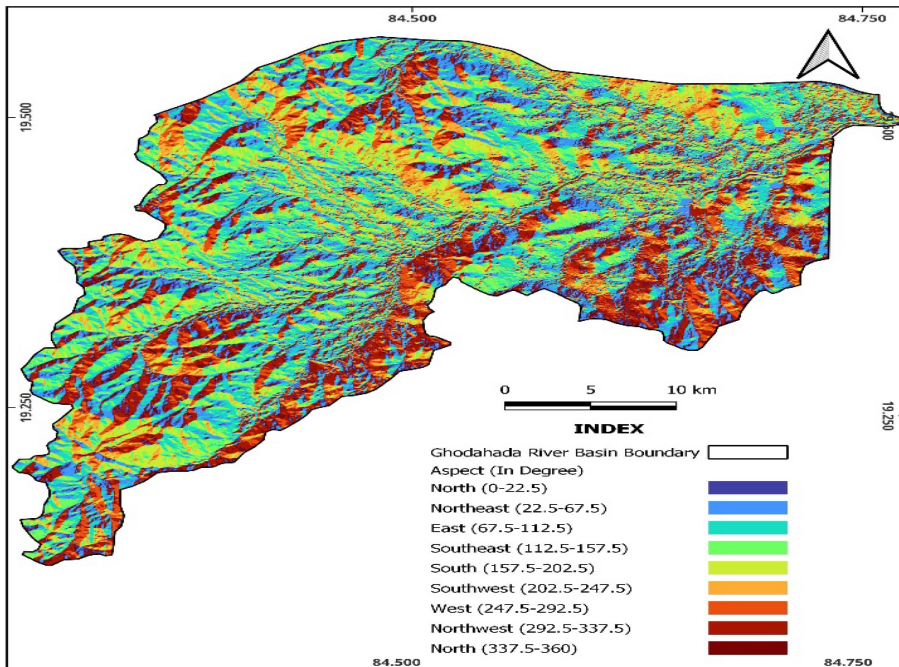 84.500
84.750
19.500
19.500
19.250
19.250
0 5 10 km
INDEX
Ghodahada River Basin Boundary
Aspect (In Degree)
North (0-22.5)
Northeast (22.5-67.5)
East (67.5-112.5)
Southeast (112.5-157.5)
South (157.5-202.5)
Southwest (202.5-247.5)
West (247.5-292.5)
Northwest (292.5-337.5)
North (337.5-360)
84.500
84.750